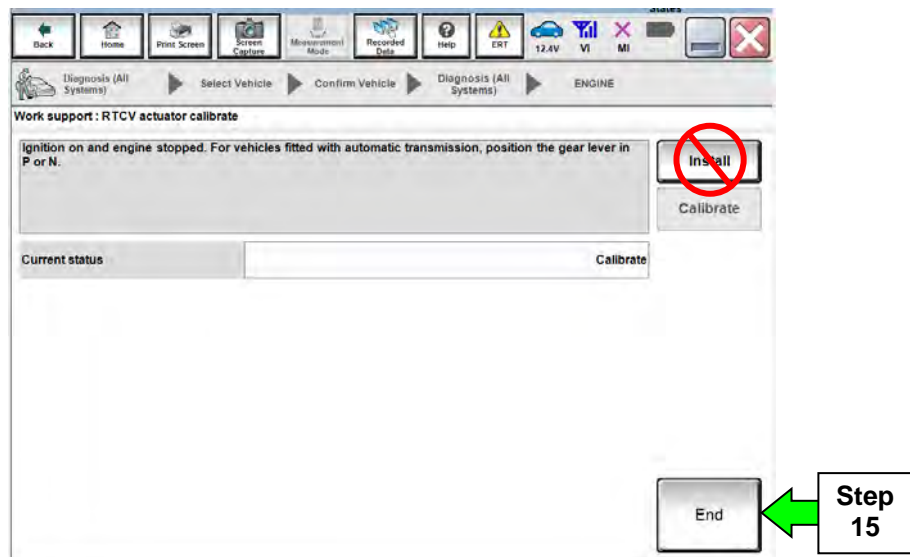 States
Back
Home
Print Screen
Screen Capture
Measurement Mode
Recorded Data
Help
ERT
12.4V
VI
MI
Diagnosis (All Systems)
Select Vehicle
Confirm Vehicle
Diagnosis (All Systems)
ENGINE
Work support : RTCV actuator calibrate
Ignition on and engine stopped. For vehicles fitted with automatic transmission, position the gear lever in
P or N.
Install
Calibrate
Current status
Calibrate
End
Step
15